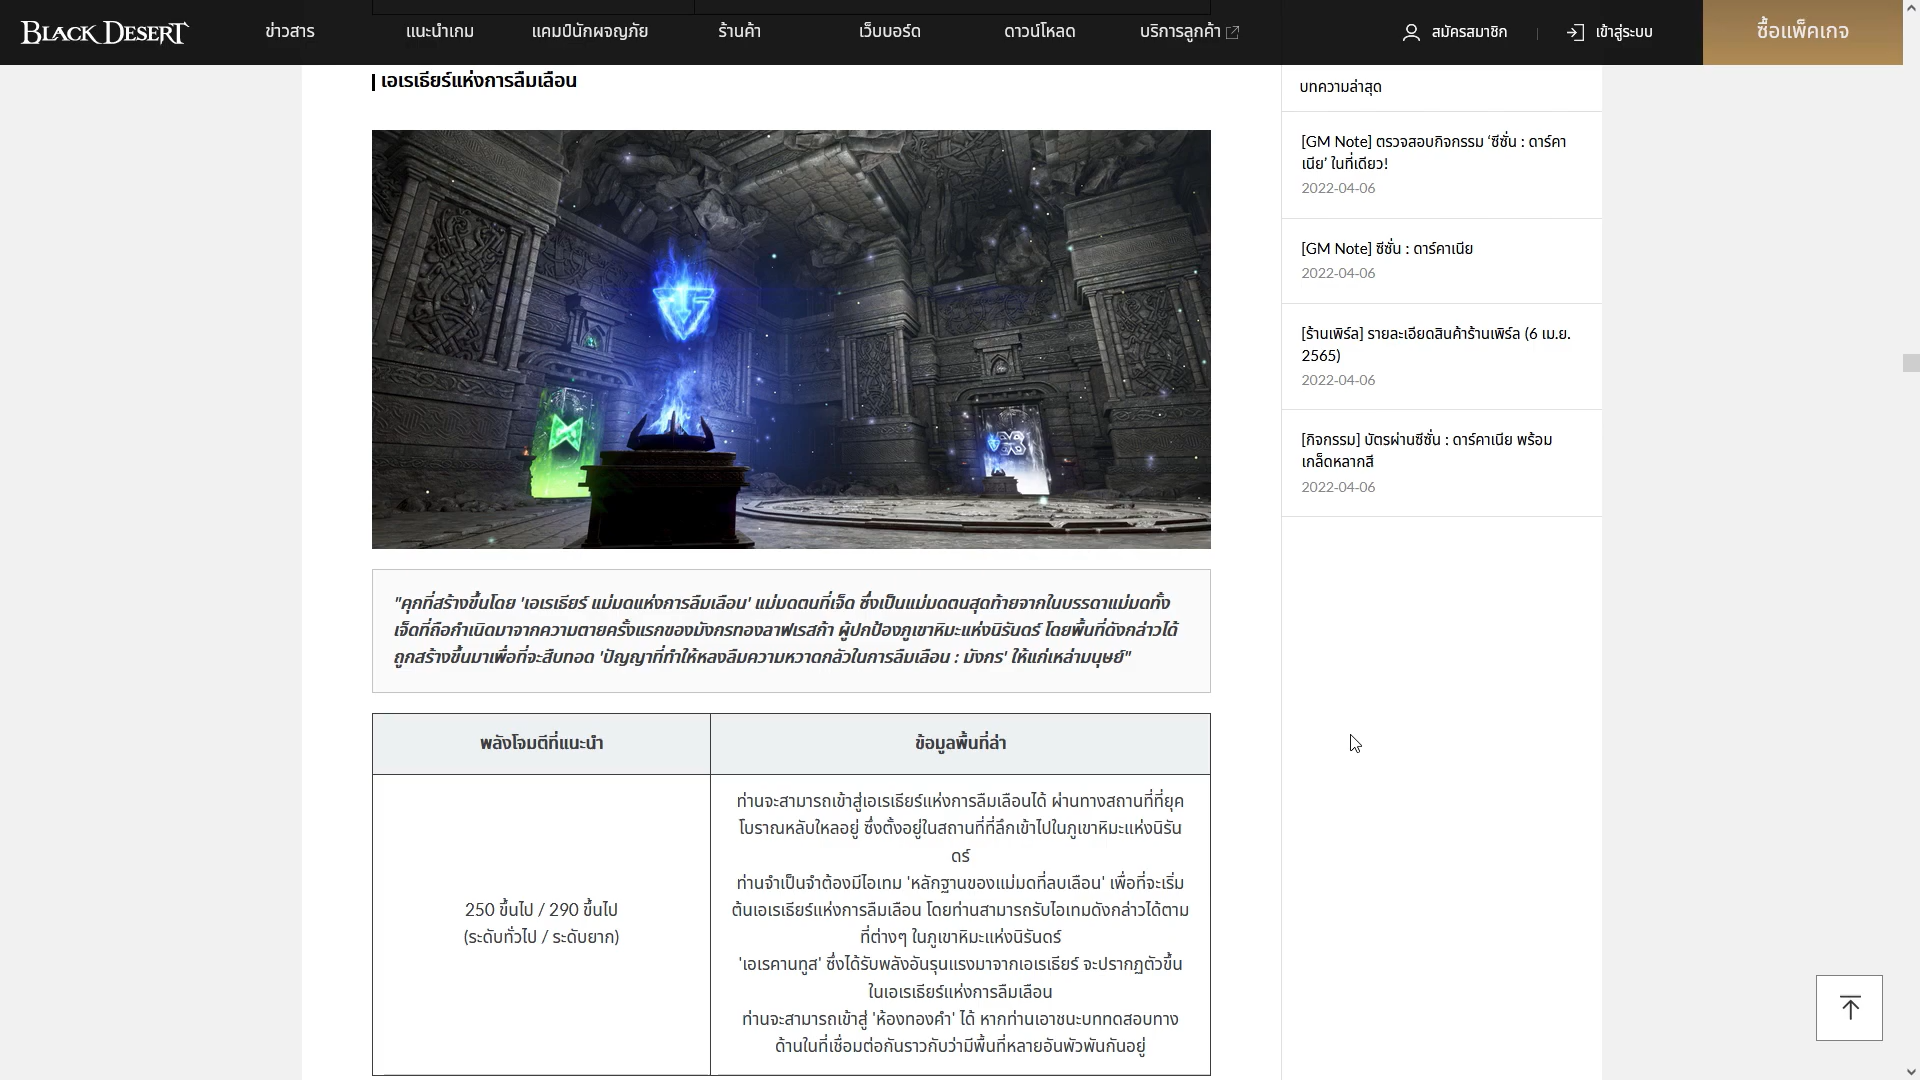 BLACK DESERT
ข่าวสาร
แนะนำเกม
แคมป์นักผจญภัย
ร้านค้า
เว็บบอร์ด
ดาวน์โหลด
บริการลูกค้า
สมัครสมาชิก
เข้าสู่ระบบ
ซื้อแพ็คเกจ
เอเรเธียร์แห่งการลืมเลือน
"คุกที่สร้างขึ้นโดย 'เอเรเธียร์ แม่มดแห่งการลืมเลือน' แม่มดตนที่เจ็ด ซึ่งเป็นแม่มดตนสุดท้ายจากในบรรดาแม่มดทั้ง
เจ็ดที่ถือกำเนิดมาจากความตายครั้งแรกของมังกรทองลาฟเรสก้า ผู้ปกป้องภูเขาหิมะแห่งนิรันดร์ โดยพื้นที่ดังกล่าวได้
ถูกสร้างขึ้นมาเพื่อที่จะสืบทอด 'ปัญญาที่ทำให้หลงลืมความหวาดกลัวในการลืมเลือน : มังกร' ให้แก่เหล่ามนุษย์"
พลังโจมตีที่แนะนำ
ข้อมูลพื้นที่ล่า
250 ขึ้นไป / 290 ขึ้นไป
(ระดับทั่วไป / ระดับยาก)
ท่านจะสามารถเข้าสู่เอเรเธียร์แห่งการลืมเลือนได้ ผ่านทางสถานที่ที่ยุค
โบราณหลับใหลอยู่ ซึ่งตั้งอยู่ในสถานที่ที่ลึกเข้าไปในภูเขาหิมะแห่งนิรัน
ดร์
ท่านจำเป็นจำต้องมีไอเทม 'หลักฐานของแม่มดที่ลบเลือน' เพื่อที่จะเริ่ม
ต้นเอเรเธียร์แห่งการลืมเลือน โดยท่านสามารถรับไอเทมดังกล่าวได้ตาม
ที่ต่างๆ ในภูเขาหิมะแห่งนิรันดร์
'เอเรคานทูส' ซึ่งได้รับพลังอันรุนแรงมาจากเอเรเธียร์ จะปรากฏตัวขึ้น
ในเอเรเธียร์แห่งการลืมเลือน
ท่านจะสามารถเข้าสู่ 'ห้องทองคำ' ได้ หากท่านเอาชนะบททดสอบทาง
ด้านในที่เชื่อมต่อกันราวกับว่ามีพื้นที่หลายอันพัวพันกันอยู่
บทความล่าสุด
[GM Note] ตรวจสอบกิจกรรม 'ซีซั่น : ดาร์คา
เนีย' ในที่เดียว!
2022-04-06
[GM Note] ซีซั่น : ดาร์คาเนีย
2022-04-06
[ร้านเพิร์ล] รายละเอียดสินค้าร้านเพิร์ล (6 เม.ย.
2565)
2022-04-06
[กิจกรรม] บัตรผ่านซีซั่น : ดาร์คาเนีย พร้อม
เกล็ดหลากสี
2022-04-06